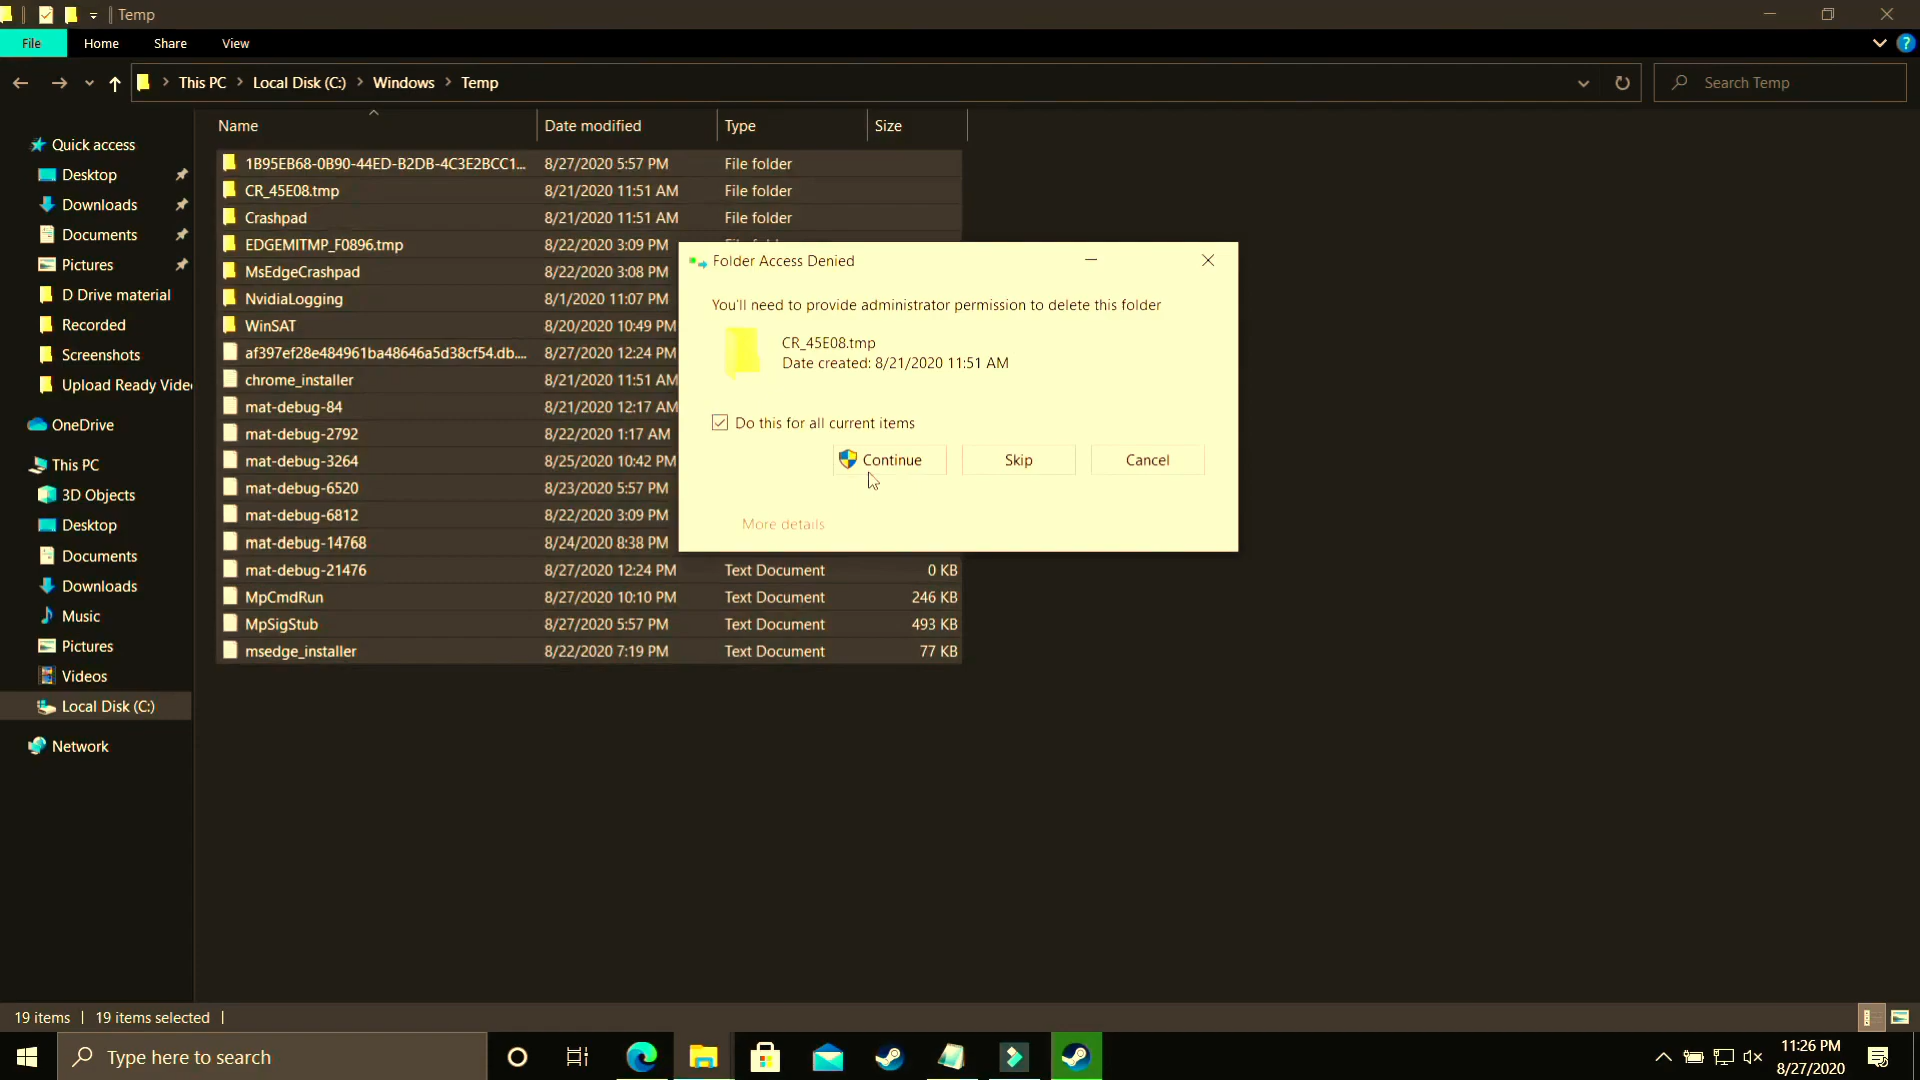 Temp
File Home Share View
This PC Local Disk (C:) Windows Temp
Search Temp
Name Date modified Type Size
Quick access
Desktop
Downloads
Documents
Pictures
D Drive material
Recorded
Screenshots
Upload Ready Vide
OneDrive
This PC
3D Objects
Desktop
Documents
Downloads
Music
Pictures
Videos
Local Disk (C:)
Network
1B95EB68-0B90-44ED-B2DB-4C3E2BCC1... 8/27/2020 5:57 PM File folder
CR_45E08.tmp 8/21/2020 11:51 AM File folder
Crashpad 8/21/2020 11:51 AM File folder
EDGEMITMP_F0896.tmp 8/22/2020 3:09 PM
MsEdgeCrashpad 8/22/2020 3:08 PM
NvidiaLogging 8/1/2020 11:07 PM
WinSAT 8/20/2020 10:49 PM
af397ef28e484961ba48646a5d38cf54.db.... 8/27/2020 12:24 PM
chrome_installer 8/21/2020 11:51 AM
mat-debug-84 8/21/2020 12:17 AM
mat-debug-2792 8/22/2020 1:17 AM
mat-debug-3264 8/25/2020 10:42 PM
mat-debug-6520 8/23/2020 5:57 PM
mat-debug-6812 8/22/2020 3:09 PM
mat-debug-14768 8/24/2020 8:38 PM
mat-debug-21476 8/27/2020 12:24 PM Text Document 0 KB
MpCmdRun 8/27/2020 10:10 PM Text Document 246 KB
MpSigStub 8/27/2020 5:57 PM Text Document 493 KB
msedge_installer 8/22/2020 7:19 PM Text Document 77 KB
Folder Access Denied
You'll need to provide administrator permission to delete this folder
CR_45E08.tmp
Date created: 8/21/2020 11:51 AM
Do this for all current items
Continue Skip Cancel
More details
19 items 19 items selected
Type here to search
11:26 PM
8/27/2020